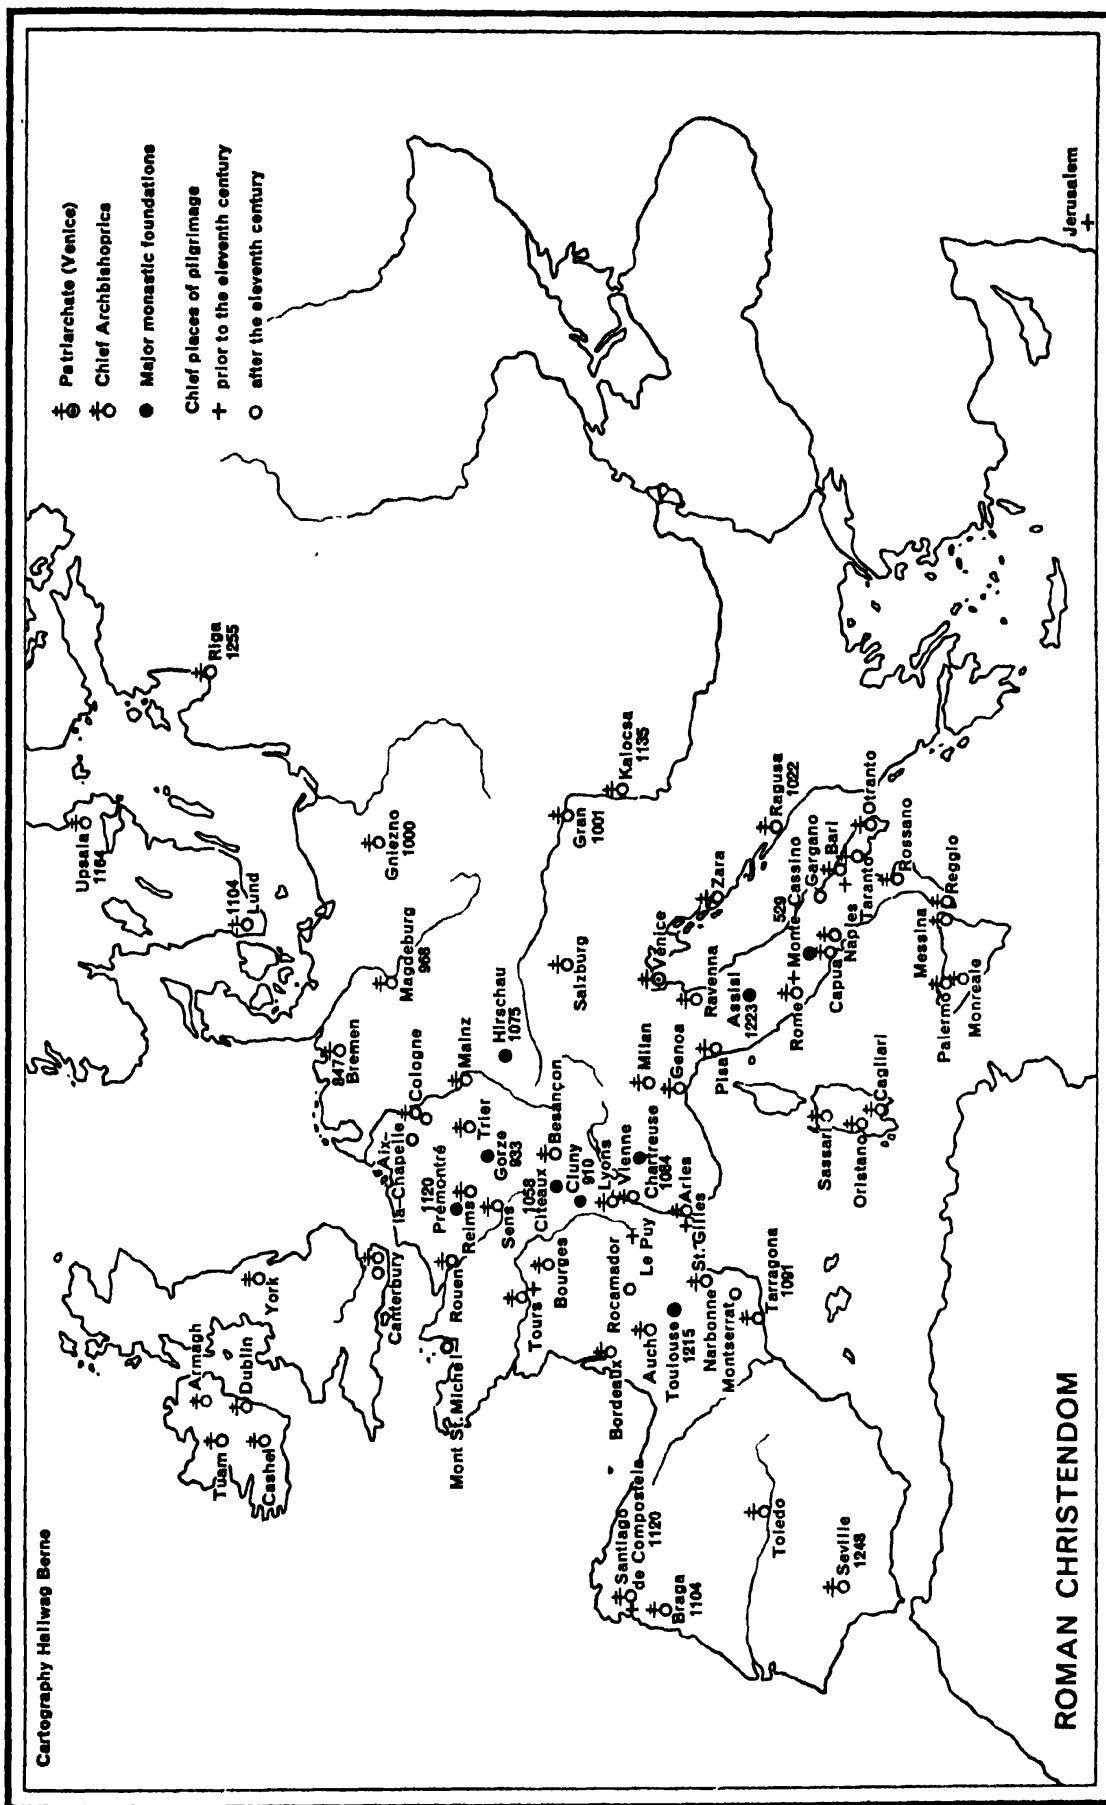 Cartography Hallwag Berne
Patriarchate (Venice)
Chief Archbishoprics
Major monastic foundations
Chief places of pilgrimage
prior to the eleventh century
after the eleventh century
Upsala
1164
Riga
1255
1104
Lund
Armagh
Tuam
Dublin
Cashel
York
Canterbury
847
Bremen
Magdeburg
968
Gniezno
1000
Aix-
la-Chapelle
Cologne
Mainz
Hirschau
1075
Trier
Gorze
933
1120
Prémontré
Reims
Sens
Rouen
Mont St. Michel
Tours
Bourges
1058
Citeaux
Besançon
Cluny
910
Lyons
Vienne
Chartreuse
1084
Salzburg
Gran
1001
Kalocsa
1135
Bordeaux
Rocamador
Le Puy
Auch
Toulouse
1215
Arles
St. Gilles
Narbonne
Montserrat
Tarragona
1091
Santiago
de Compostela
1120
Braga
1104
Toledo
Seville
1248
Milan
Genoa
Venice
Ravenna
Pisa
Assisi
1223
Zara
Ragusa
1022
Rome
529
Monte Cassino
Gargano
Capua
Naples
Bari
Taranto
Otranto
Rossano
Reggio
Messina
Palermo
Monreale
Sassari
Oristano
Cagliari
Jerusalem
ROMAN CHRISTENDOM